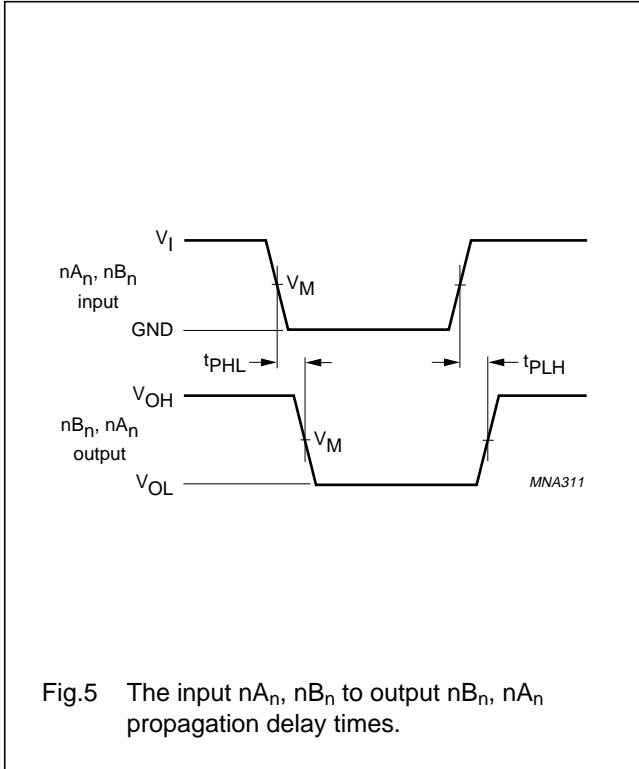 V_I
nA_n, nB_n
input
V_M
GND
t_PHL
t_PLH
V_OH
nB_n, nA_n
output
V_M
V_OL
MNA311
Fig.5 The input nA_n, nB_n to output nB_n, nA_n
propagation delay times.